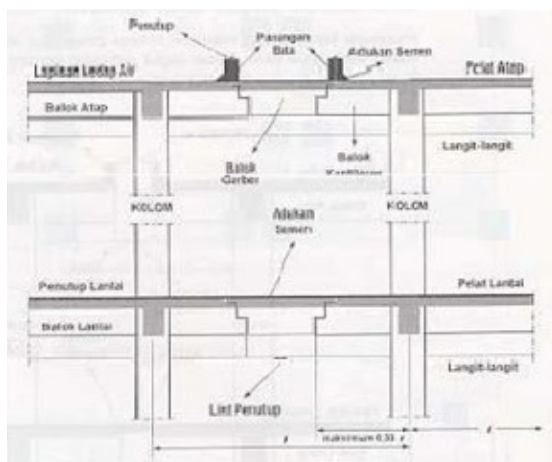 Penutup
Pasangan
Bata
Adukan Semen
Lapisan Kedap Air
Pelat Atap
Balok Atap
Langit-langit
Balok
Gerber
Balok
KOLOM
KOLOM
Adukan
Semen
Penutup Lantai
Pelat Lantai
Balok Lantai
Langit-langit
List Penutup
maksimum 0,33